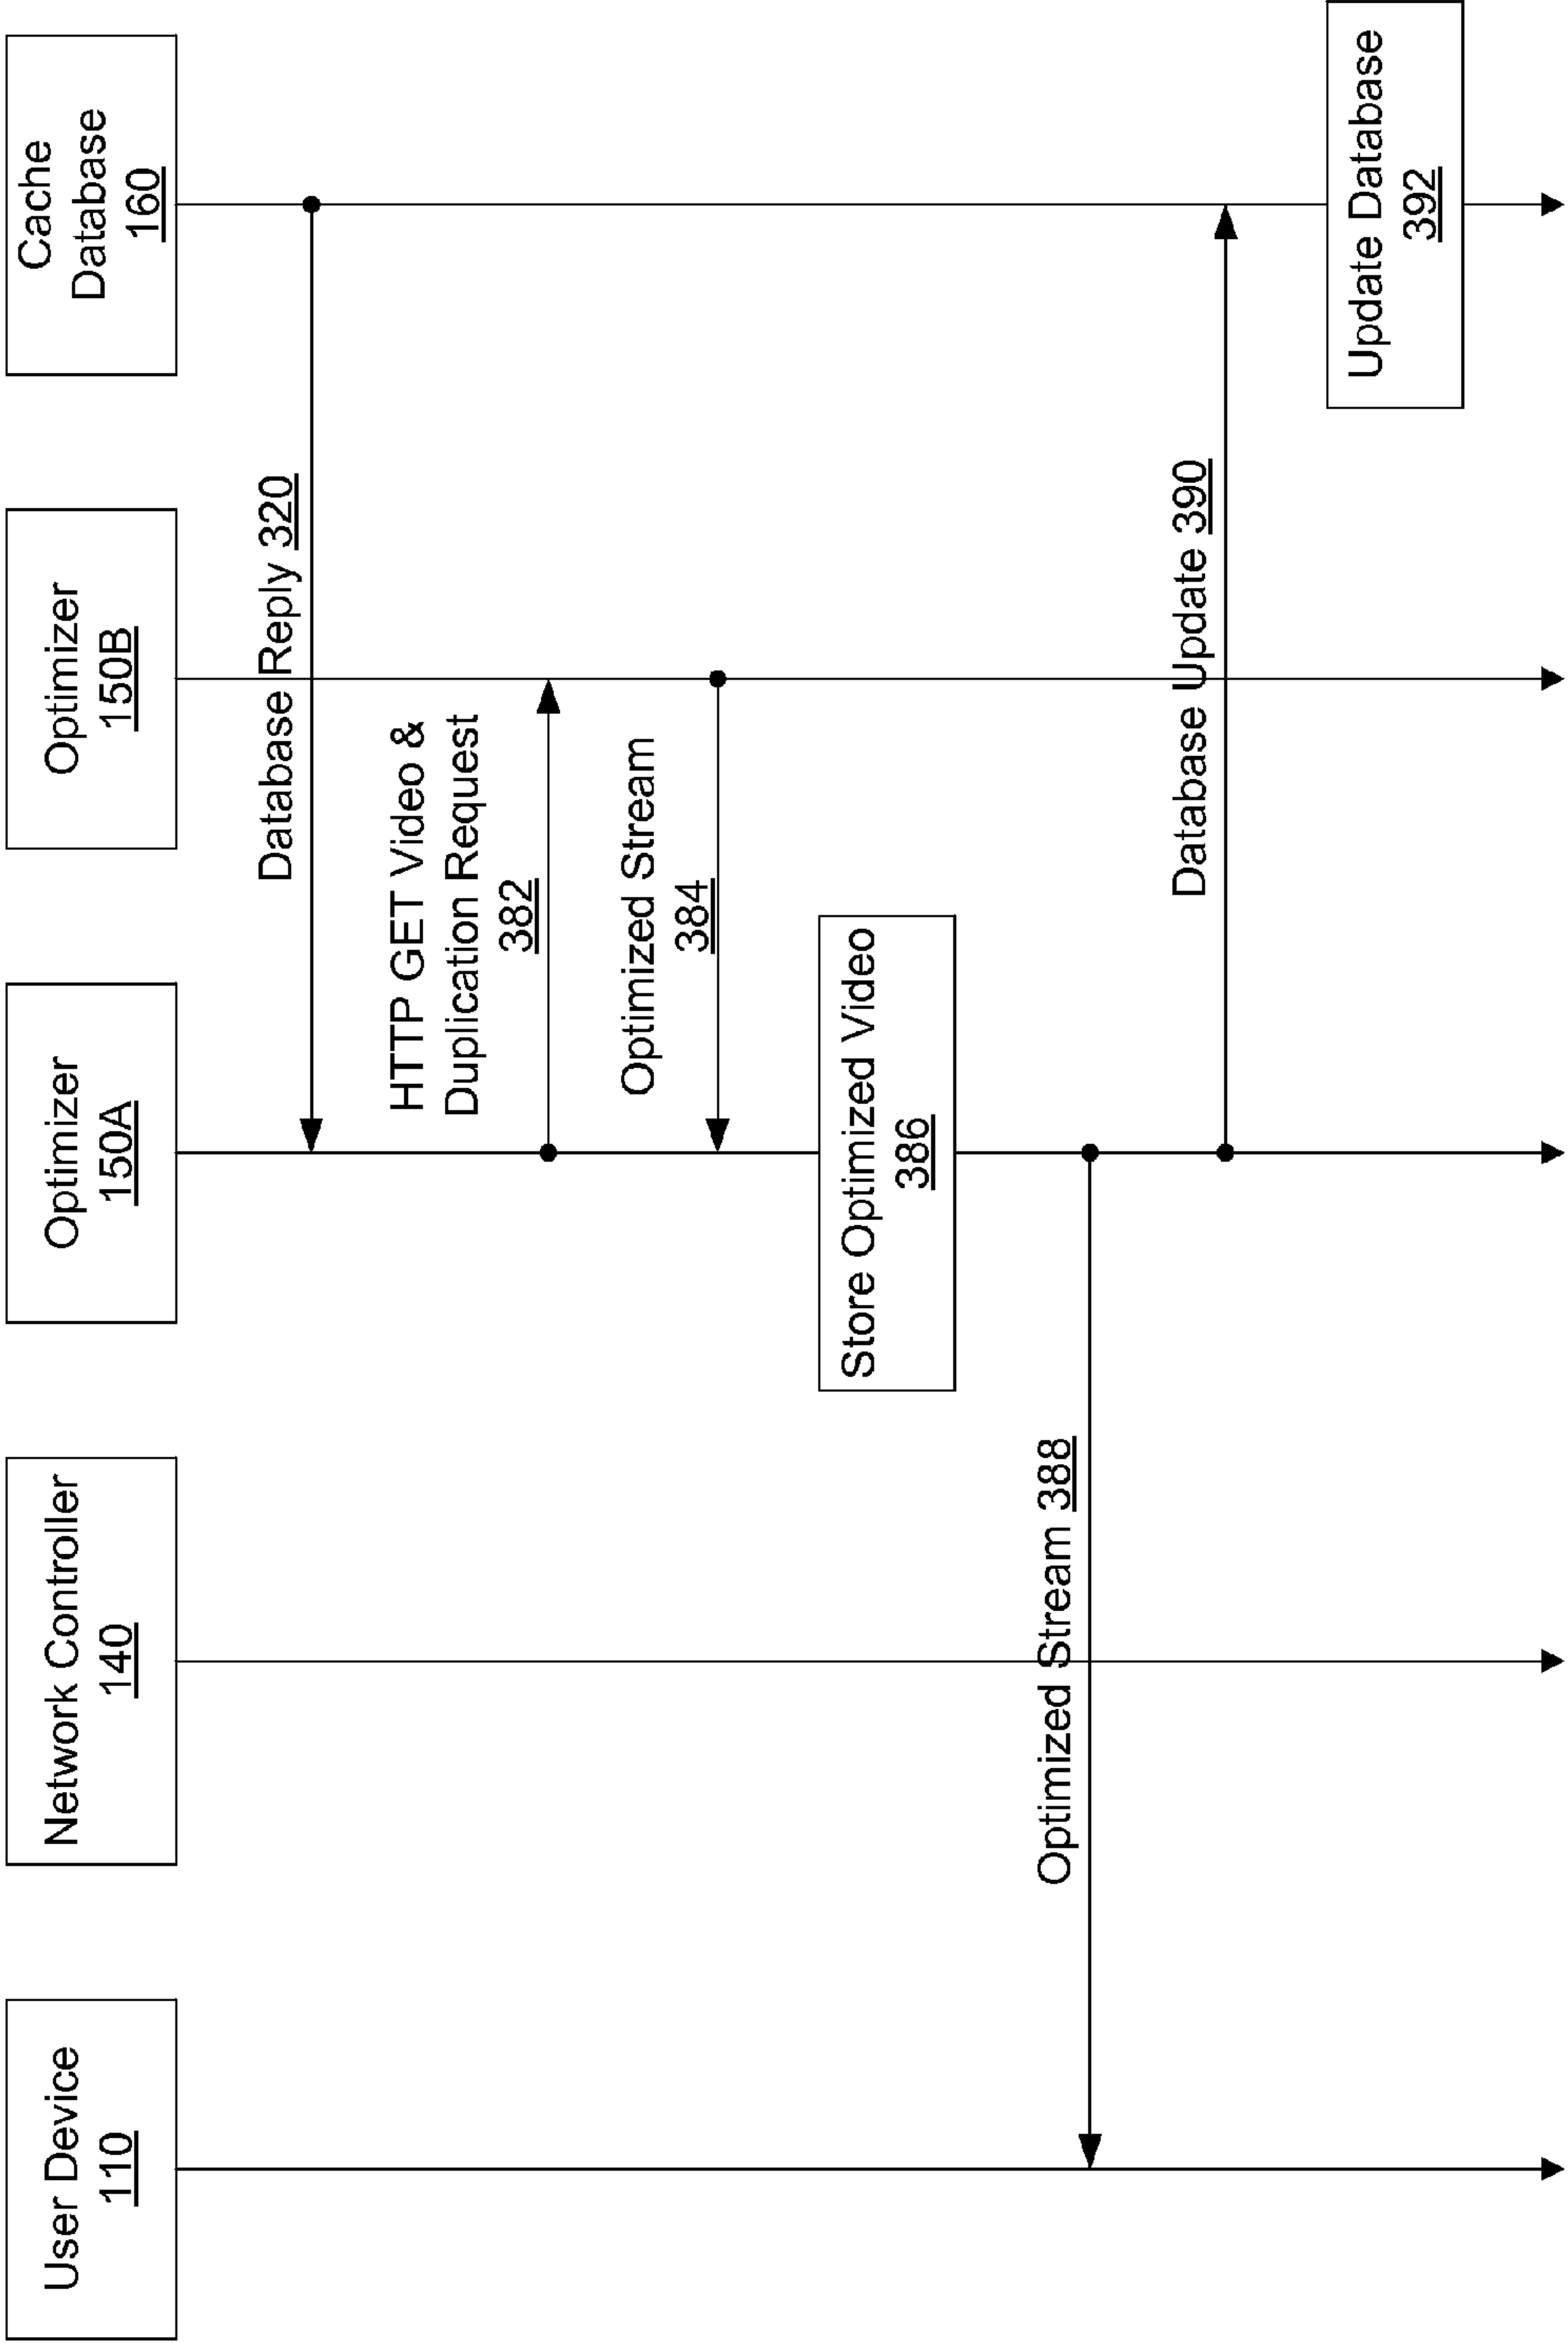 User Device
110
Network Controller
140
Optimizer
150A
Optimizer
150B
Cache
Database
160
Database Reply 320
HTTP GET Video &
Duplication Request
382
Optimized Stream
384
Store Optimized Video
386
Optimized Stream 388
Database Update 390
Update Database
392